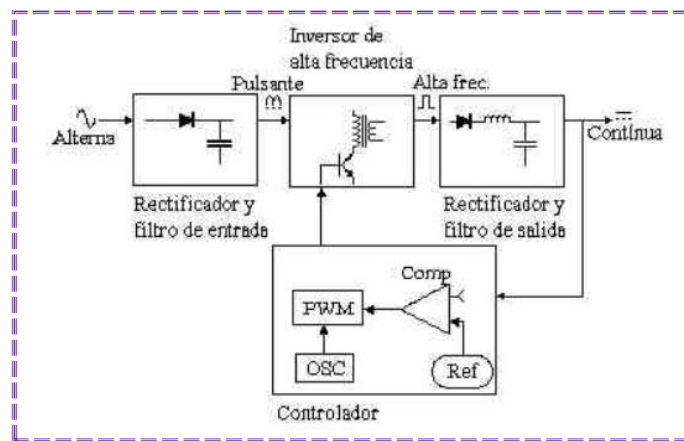 Inversor de
alta frecuencia
Pulsante
Alta frec.
Alterna
Contínua
Rectificador y
filtro de entrada
Rectificador y
filtro de salida
Comp
PWM
OSC
Ref
Controlador